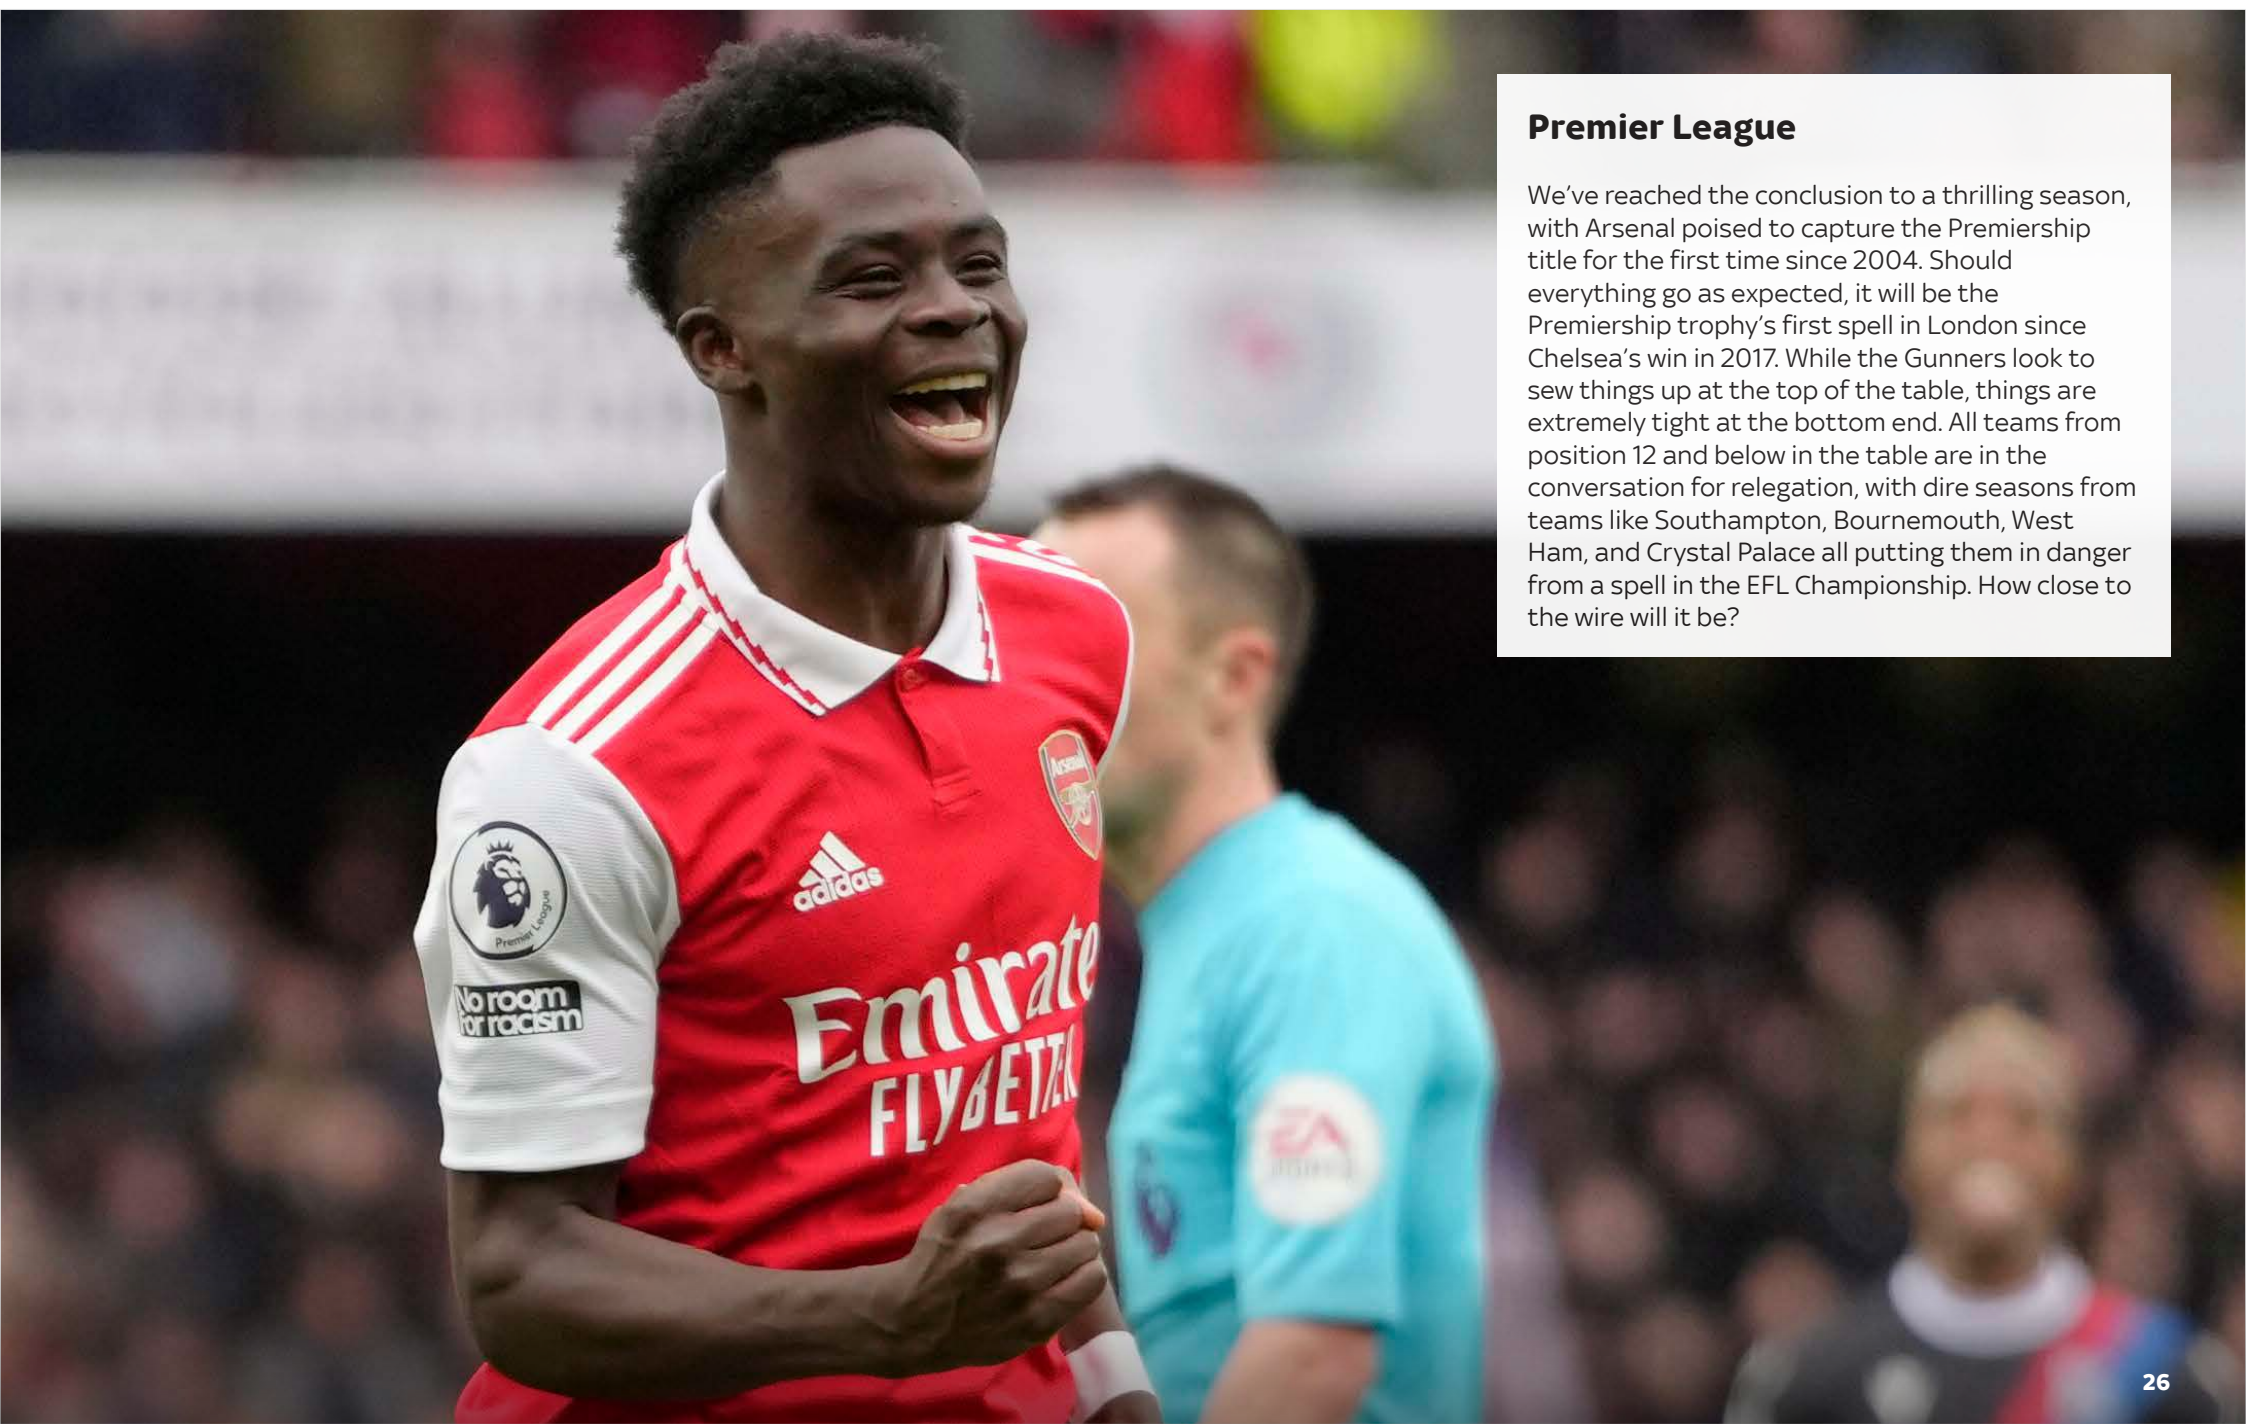 Premier League
We've reached the conclusion to a thrilling season,
with Arsenal poised to capture the Premiership
title for the first time since 2004. Should
everything go as expected, it will be the
Premiership trophy's first spell in London since
Chelsea's win in 2017. While the Gunners look to
sew things up at the top of the table, things are
extremely tight at the bottom end. All teams from
position 12 and below in the table are in the
conversation for relegation, with dire seasons from
teams like Southampton, Bournemouth, West
Ham, and Crystal Palace all putting them in danger
from a spell in the EFL Championship. How close to
the wire will it be?
Arsenal
adidas
Premier League
No room
for racism
Emirate
FLY BETTER
EA
SPORTS
26